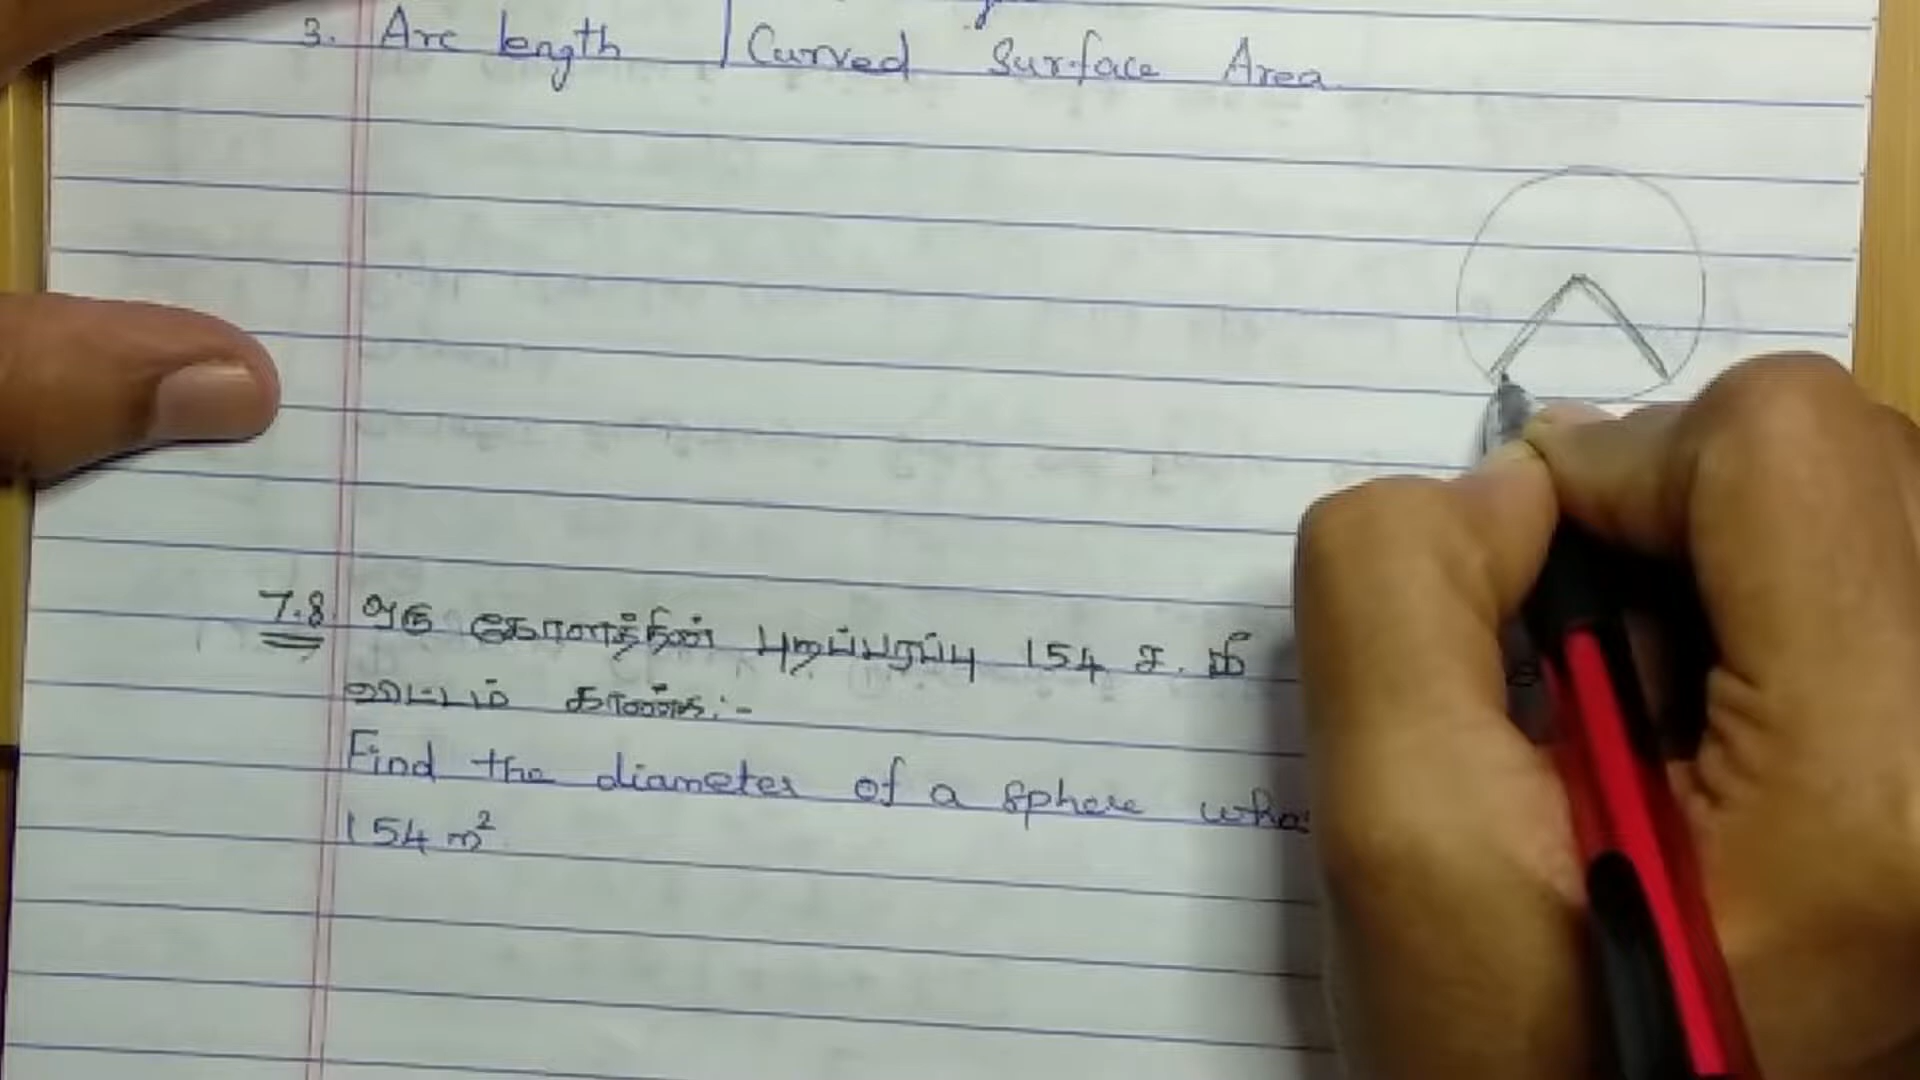 3. Arc length | Curved Surface Area
7.8 ஒரு கோளத்தின் புறப்பரப்பு 154 ச. மீ
விட்டம் காண்க:-
Find the diameter of a sphere
154 m²